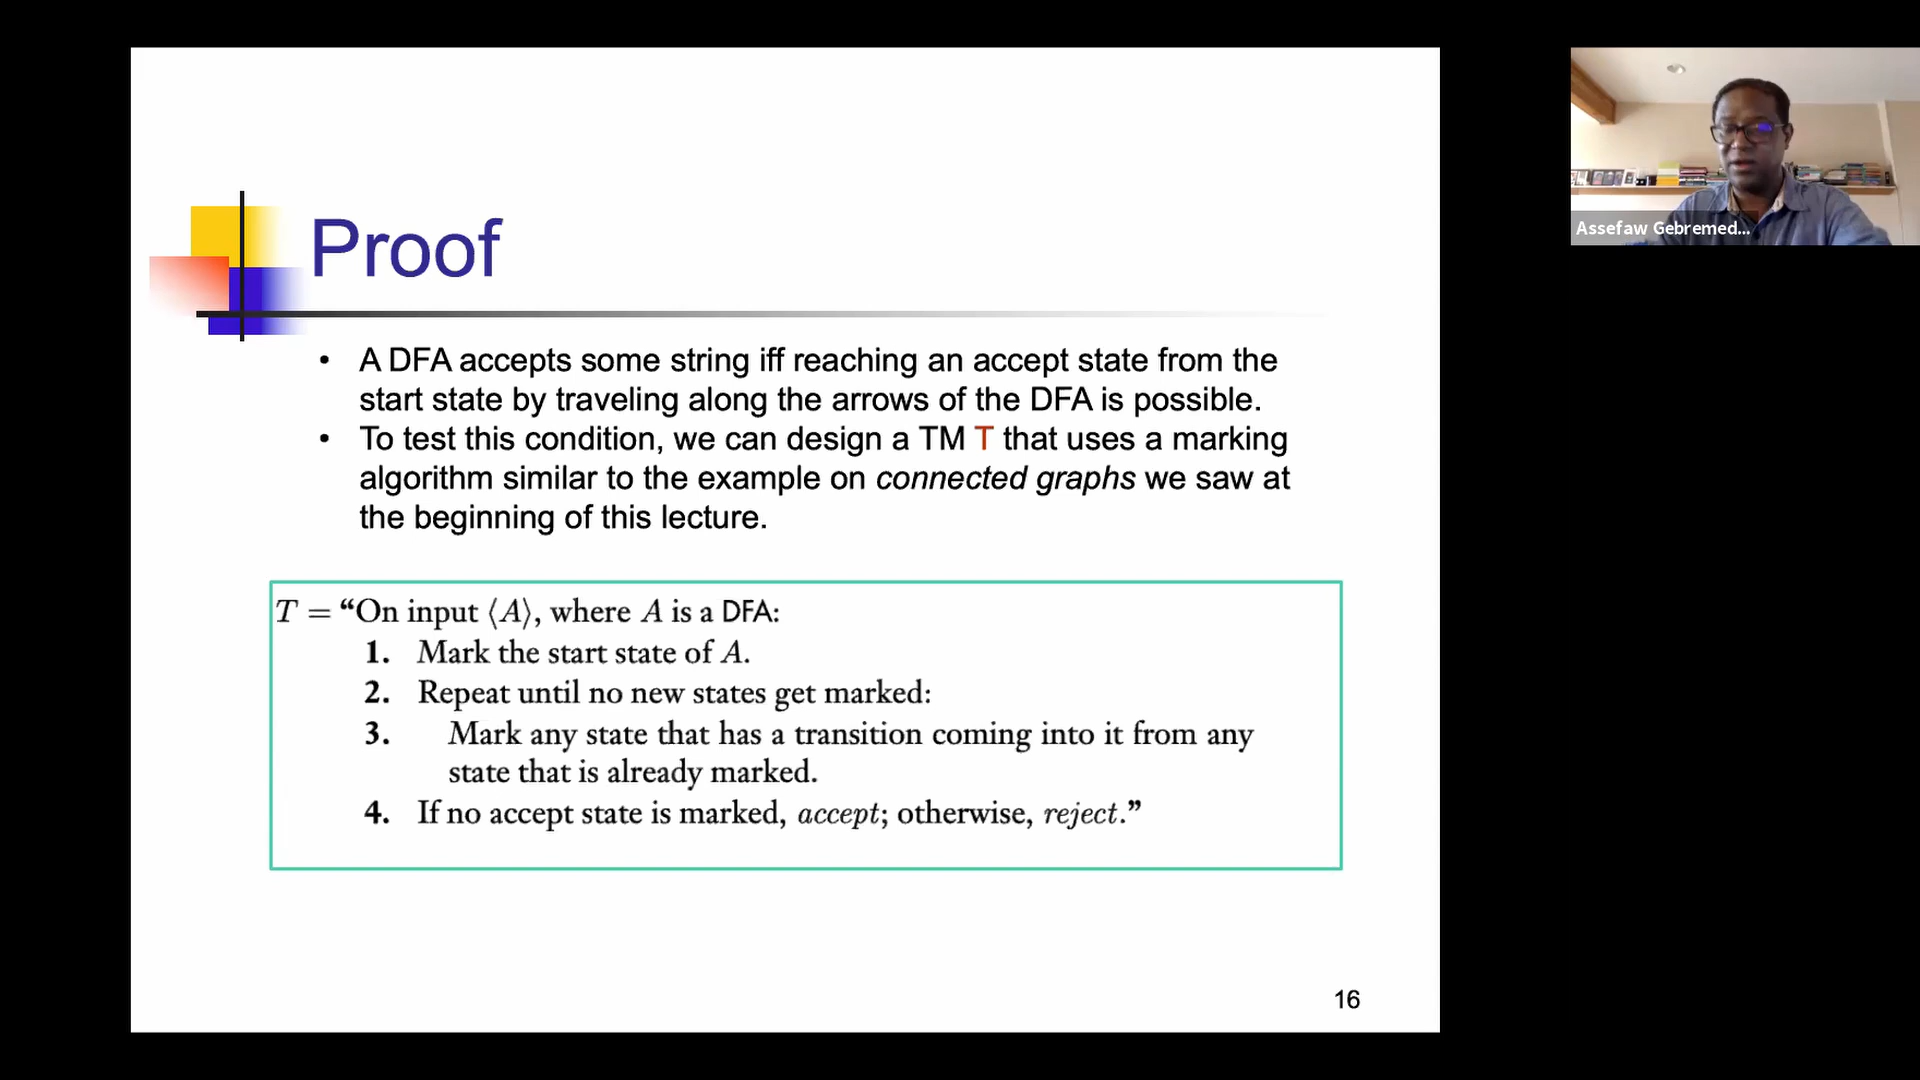 Proof
• A DFA accepts some string iff reaching an accept state from the
start state by traveling along the arrows of the DFA is possible.
• To test this condition, we can design a TM T that uses a marking
algorithm similar to the example on connected graphs we saw at
the beginning of this lecture.
T = “On input ⟨A⟩, where A is a DFA:
1. Mark the start state of A.
2. Repeat until no new states get marked:
3. Mark any state that has a transition coming into it from any
state that is already marked.
4. If no accept state is marked, accept; otherwise, reject.”
16
Assefaw Gebremed...